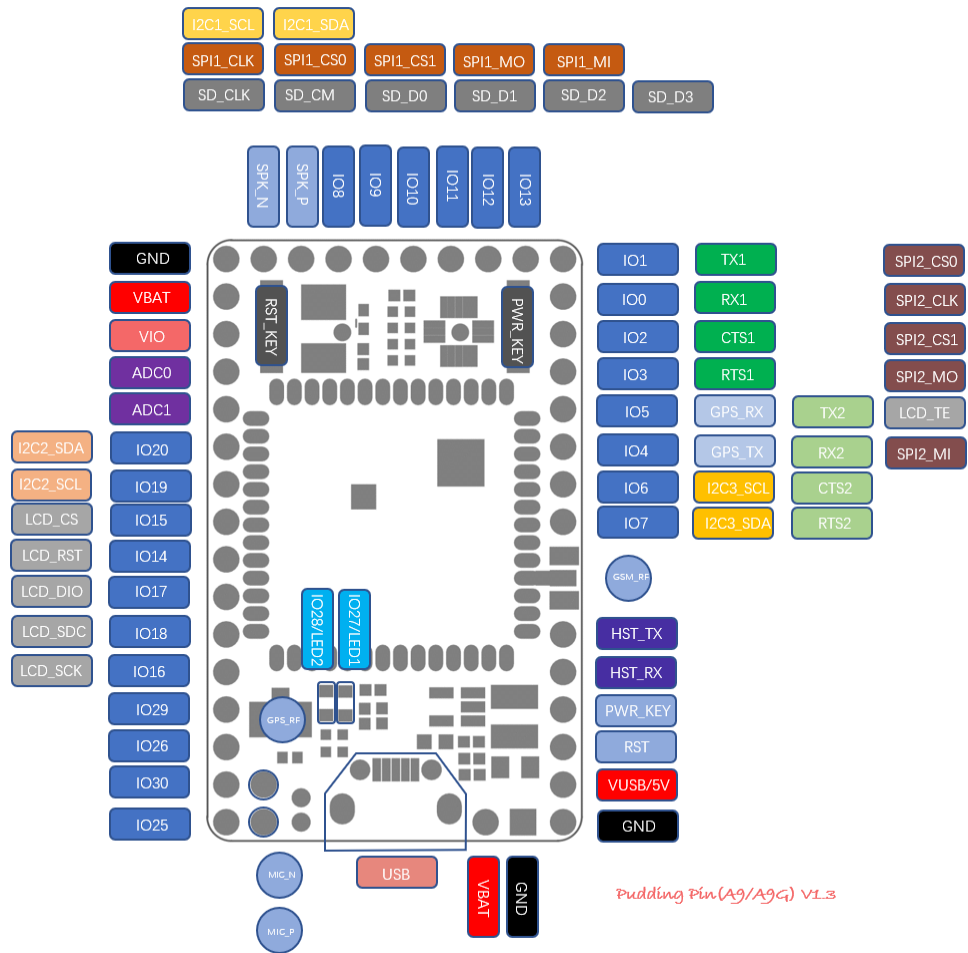 I2C1_SCL I2C1_SDA
SPI1_CLK SPI1_CS0 SPI1_CS1 SPI1_MO SPI1_MI
SD_CLK SD_CM SD_D0 SD_D1 SD_D2 SD_D3
SPK_N SPK_P IO8 IO9 IO10 IO11 IO12 IO13
GND
VBAT
VIO
ADC0
ADC1
I2C2_SDA IO20
I2C2_SCL IO19
LCD_CS IO15
LCD_RST IO14
LCD_DIO IO17
LCD_SDC IO18
LCD_SCK IO16
IO29
IO26
IO30
IO25
RST_KEY
PWR_KEY
IO28/LED2
IO27/LED1
GPS_RF
IO1 TX1 SPI2_CS0
IO0 RX1 SPI2_CLK
IO2 CTS1 SPI2_CS1
IO3 RTS1 SPI2_MO
IO5 GPS_RX TX2 LCD_TE
IO4 GPS_TX RX2 SPI2_MI
IO6 I2C3_SCL CTS2
IO7 I2C3_SDA RTS2
GSM_RF
HST_TX
HST_RX
PWR_KEY
RST
VUSB/5V
GND
MIC_N
MIC_P
USB
VBAT
GND
Pudding Pin(A9/A9G) V1.3